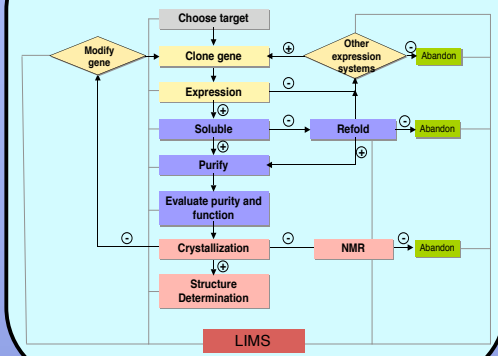 Choose target
Modify
gene
Clone gene
+
Other
expression
systems
-
Abandon
Expression
-
+
Soluble
-
Refold
-
Abandon
+
+
Purify
Evaluate purity and
function
-
Crystallization
-
NMR
-
Abandon
+
Structure
Determination
LIMS